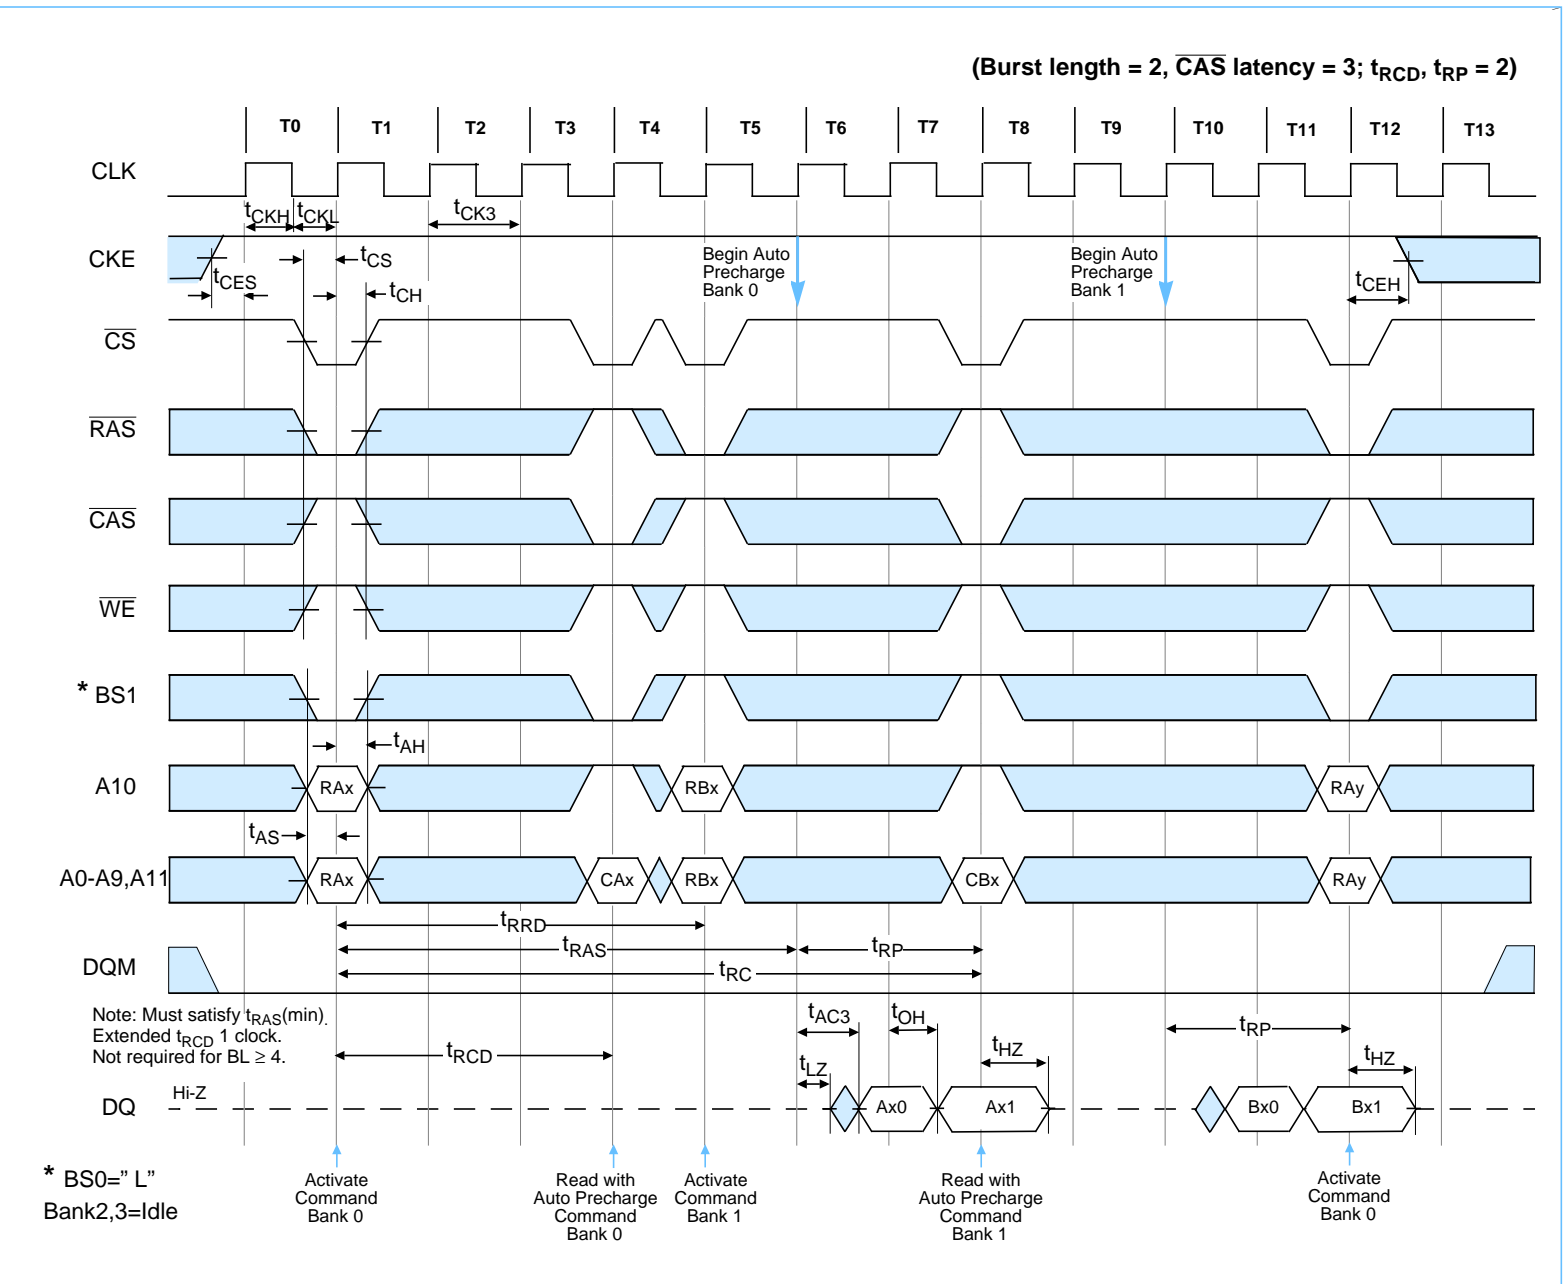 (Burst length = 2, CAS latency = 3; tRCD, tRP = 2)
T0 T1 T2 T3 T4 T5 T6 T7 T8 T9 T10 T11 T12 T13
CLK
tCKH tCKL tCK3
CKE
tCES
tCS
tCH
Begin Auto
Precharge
Bank 0
Begin Auto
Precharge
Bank 1
tCEH
CS
RAS
CAS
WE
* BS1
tAH
A10
RAx RBx RAy
tAS
A0-A9,A11
RAx CAx RBx CBx RAy
tRRD
tRAS tRP
DQM
tRC
Note: Must satisfy tRAS(min).
Extended tRCD 1 clock.
Not required for BL ≥ 4.
tRCD
tAC3 tOH
tLZ
tHZ
tRP
tHZ
Hi-Z
DQ
Ax0 Ax1 Bx0 Bx1
* BS0=” L”
Bank2,3=Idle
Activate
Command
Bank 0
Read with
Auto Precharge
Command
Bank 0
Activate
Command
Bank 1
Read with
Auto Precharge
Command
Bank 1
Activate
Command
Bank 0